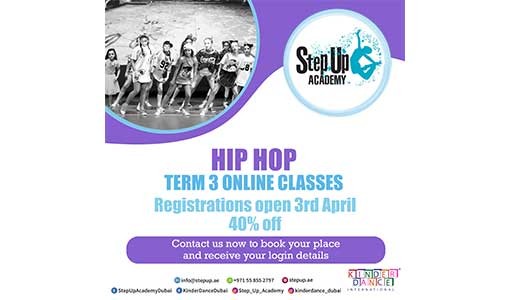 Step Up
ACADEMY
HIP HOP
TERM 3 ONLINE CLASSES
Registrations open 3rd April
40% off
Contact us now to book your place
and receive your login details
info@stepup.ae +971 55 855 2797 stepup.ae
StepUpAcademyDubai KinderDanceDubai Step_Up_Academy kinderdance_dubai
KINDER
DANCE
INTERNATIONAL